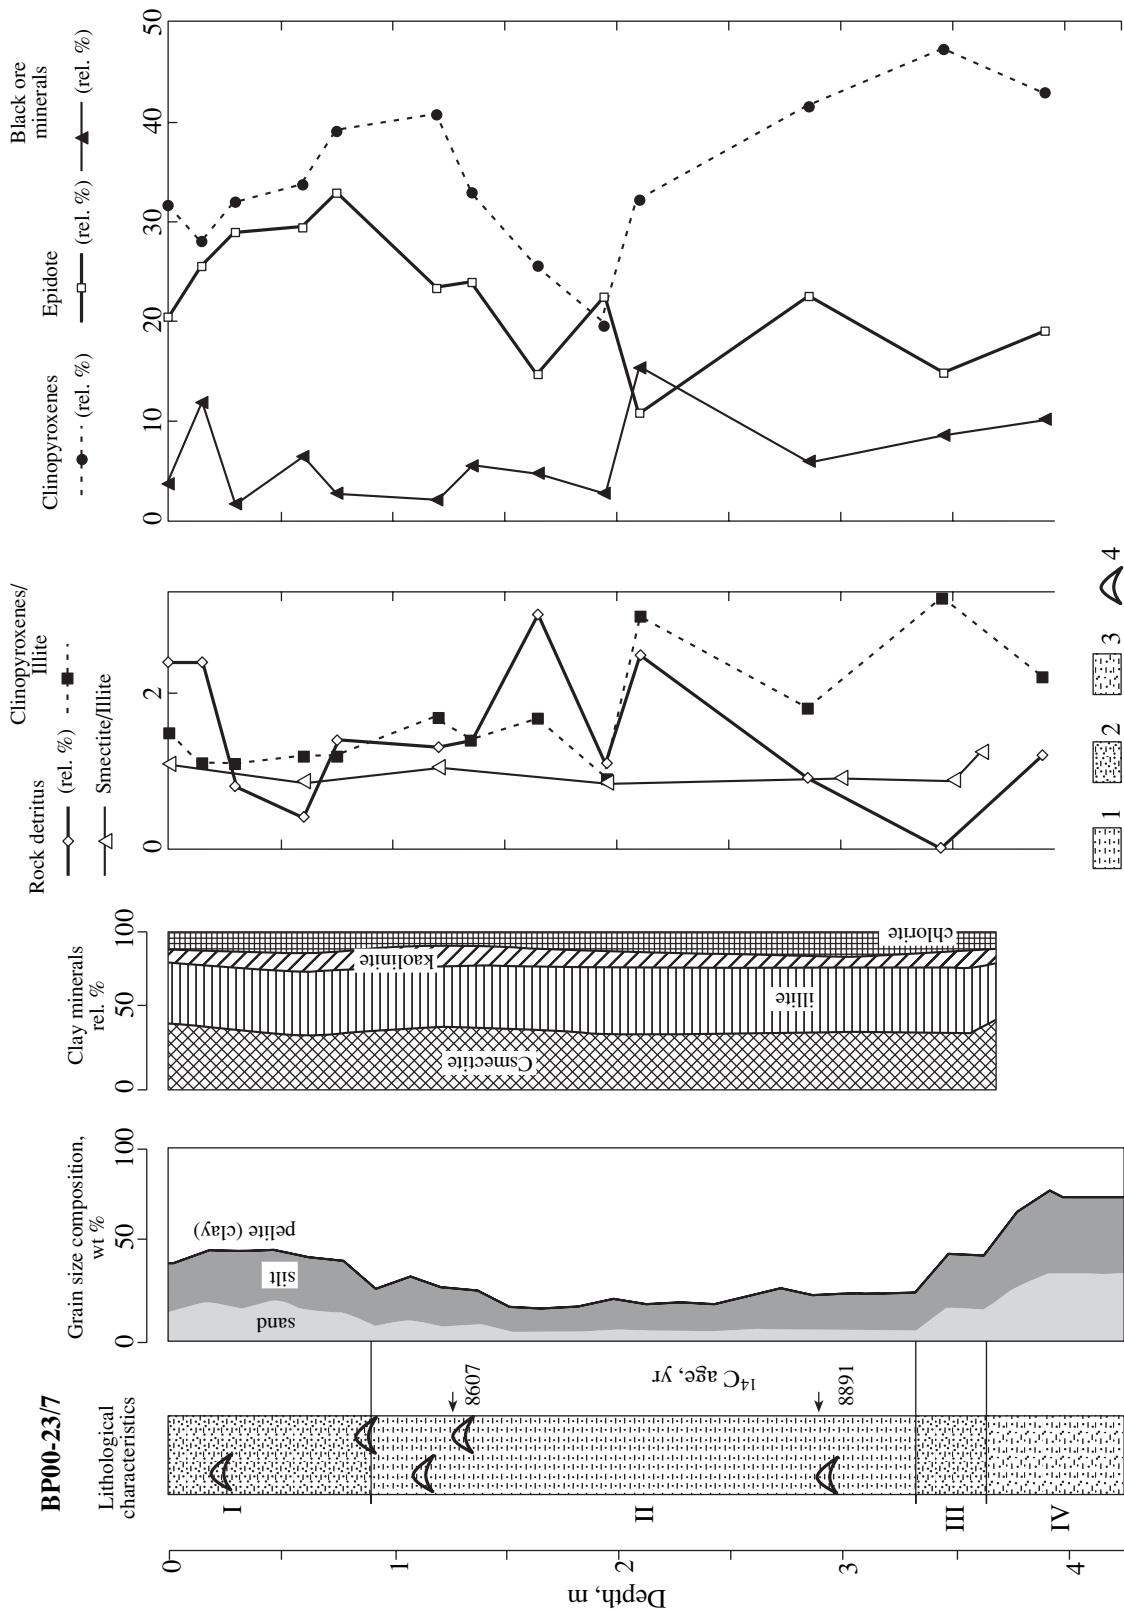 BP00-23/7
Lithological
characteristics
Grain size composition,
wt %
0 50 100
Clay minerals
rel. %
0 50 100
Rock detritus
(rel. %)
Clinopyroxenes/
Illite
Smectite/Illite
0 2
Clinopyroxenes
(rel. %)
Epidote
(rel. %)
Black ore
minerals
(rel. %)
0 10 20 30 40 50
Depth, m
0
1
2
3
4
I
II
III
IV
14C age, yr
8607
8891
sand
silt
pelite (clay)
Csmectite
illite
kaolinite
chlorite
1 2 3 4